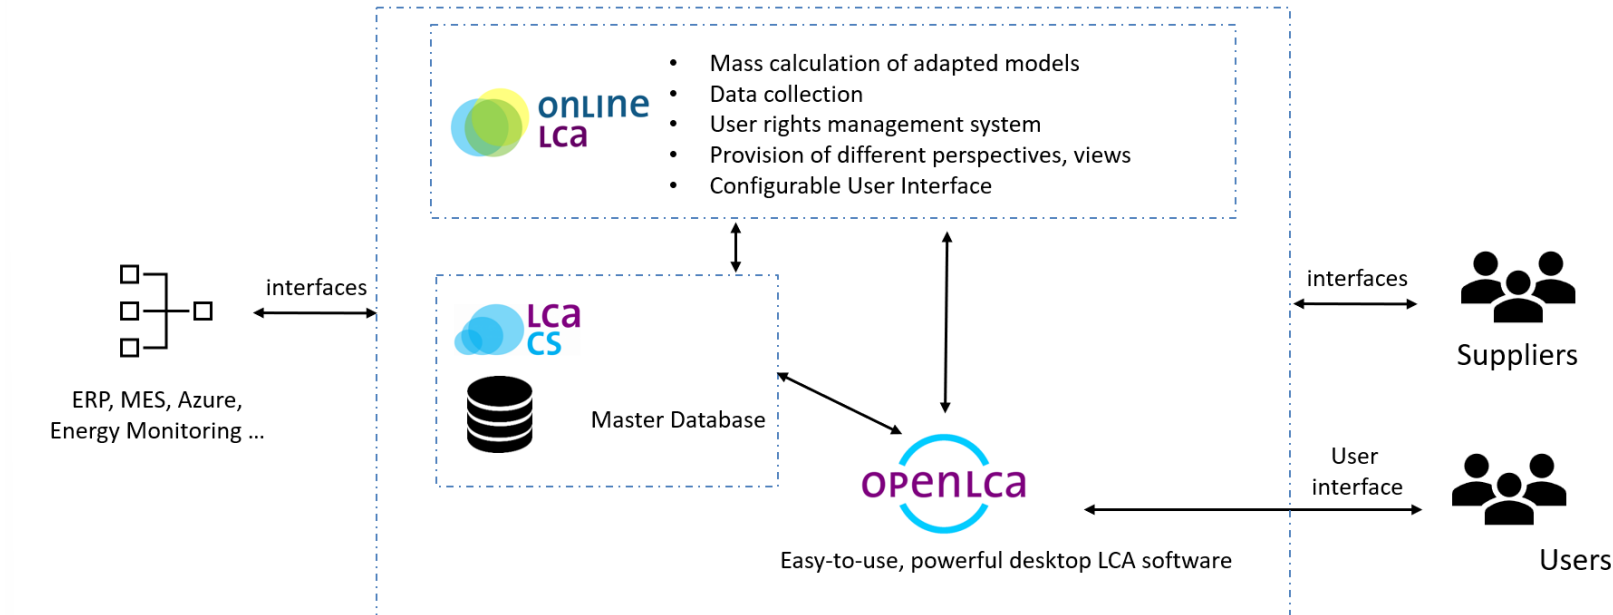 onLine
Lca
• Mass calculation of adapted models
• Data collection
• User rights management system
• Provision of different perspectives, views
• Configurable User Interface
interfaces
ERP, MES, Azure,
Energy Monitoring ...
Lca
CS
Master Database
openLca
Easy-to-use, powerful desktop LCA software
interfaces
Suppliers
User
interface
Users